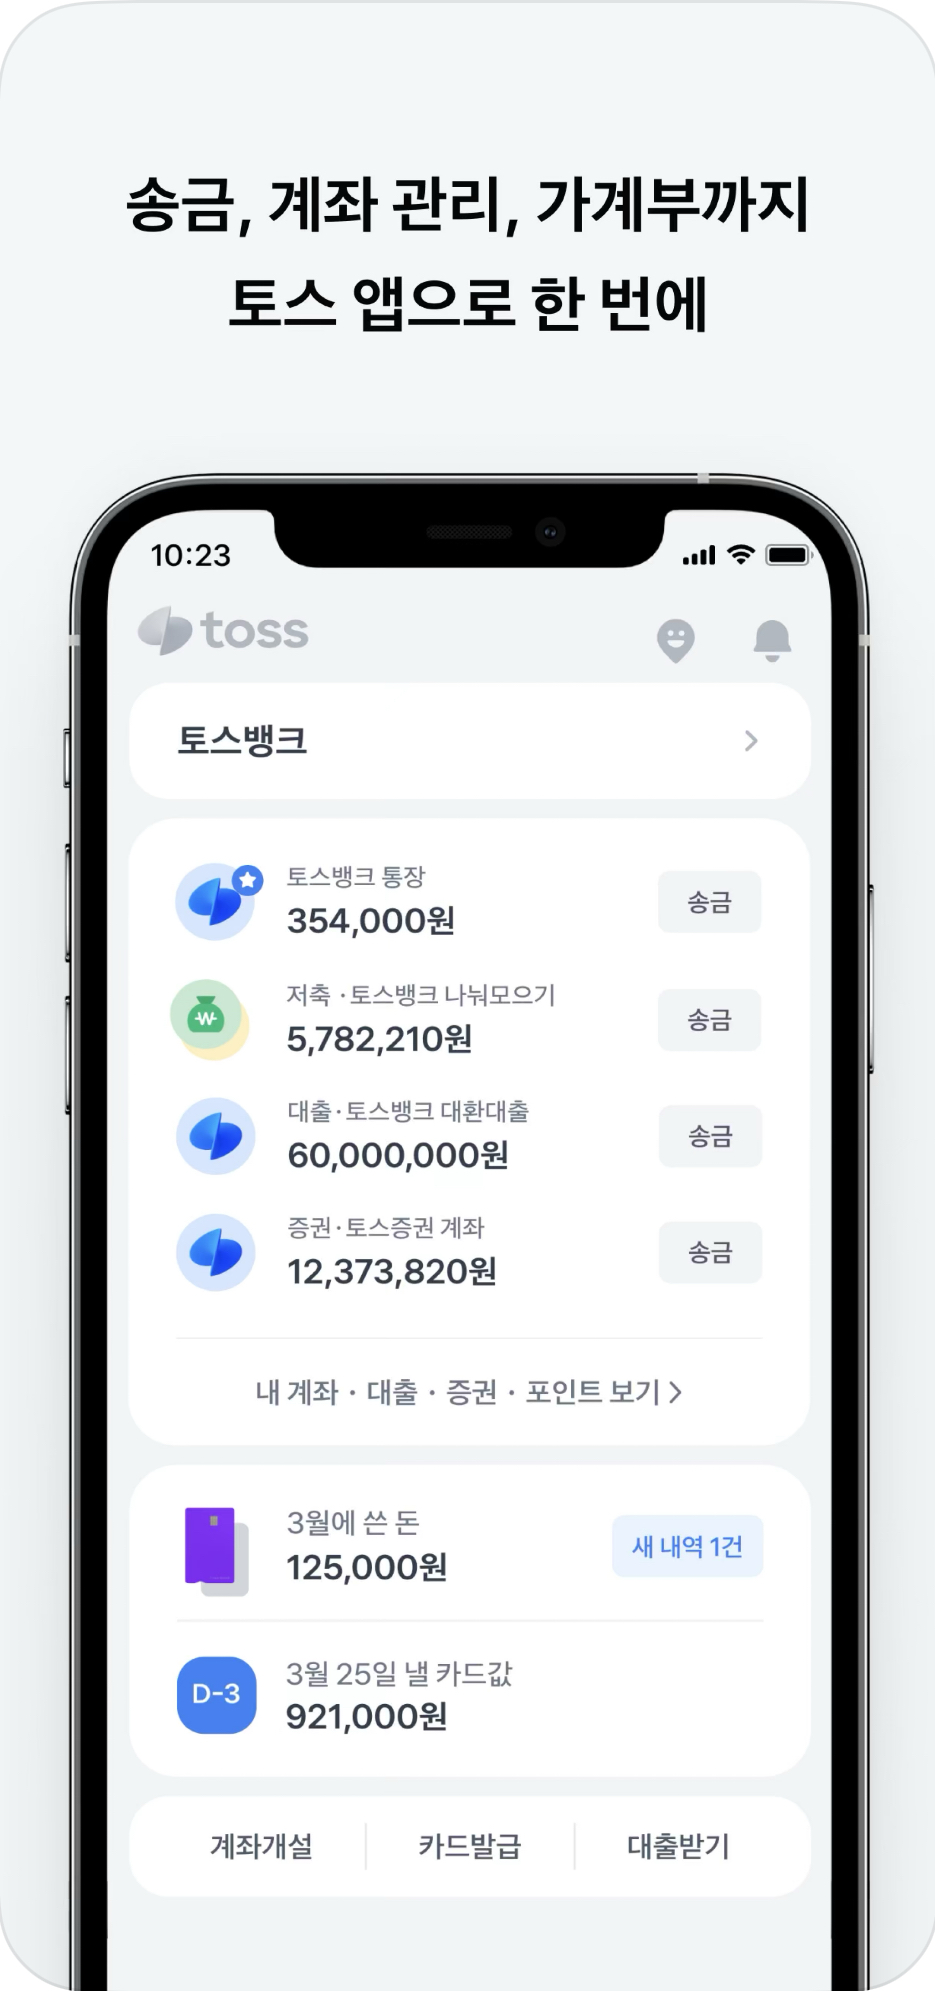 송금, 계좌 관리, 가계부까지
토스 앱으로 한 번에
10:23
toss
토스뱅크
토스뱅크 통장
354,000원
송금
저축 · 토스뱅크 나눠모으기
5,782,210원
송금
대출 · 토스뱅크 대환대출
60,000,000원
송금
증권 · 토스증권 계좌
12,373,820원
송금
내 계좌 · 대출 · 증권 · 포인트 보기 >
3월에 쓴 돈
125,000원
새 내역 1건
D-3
3월 25일 낼 카드값
921,000원
계좌개설
카드발급
대출받기